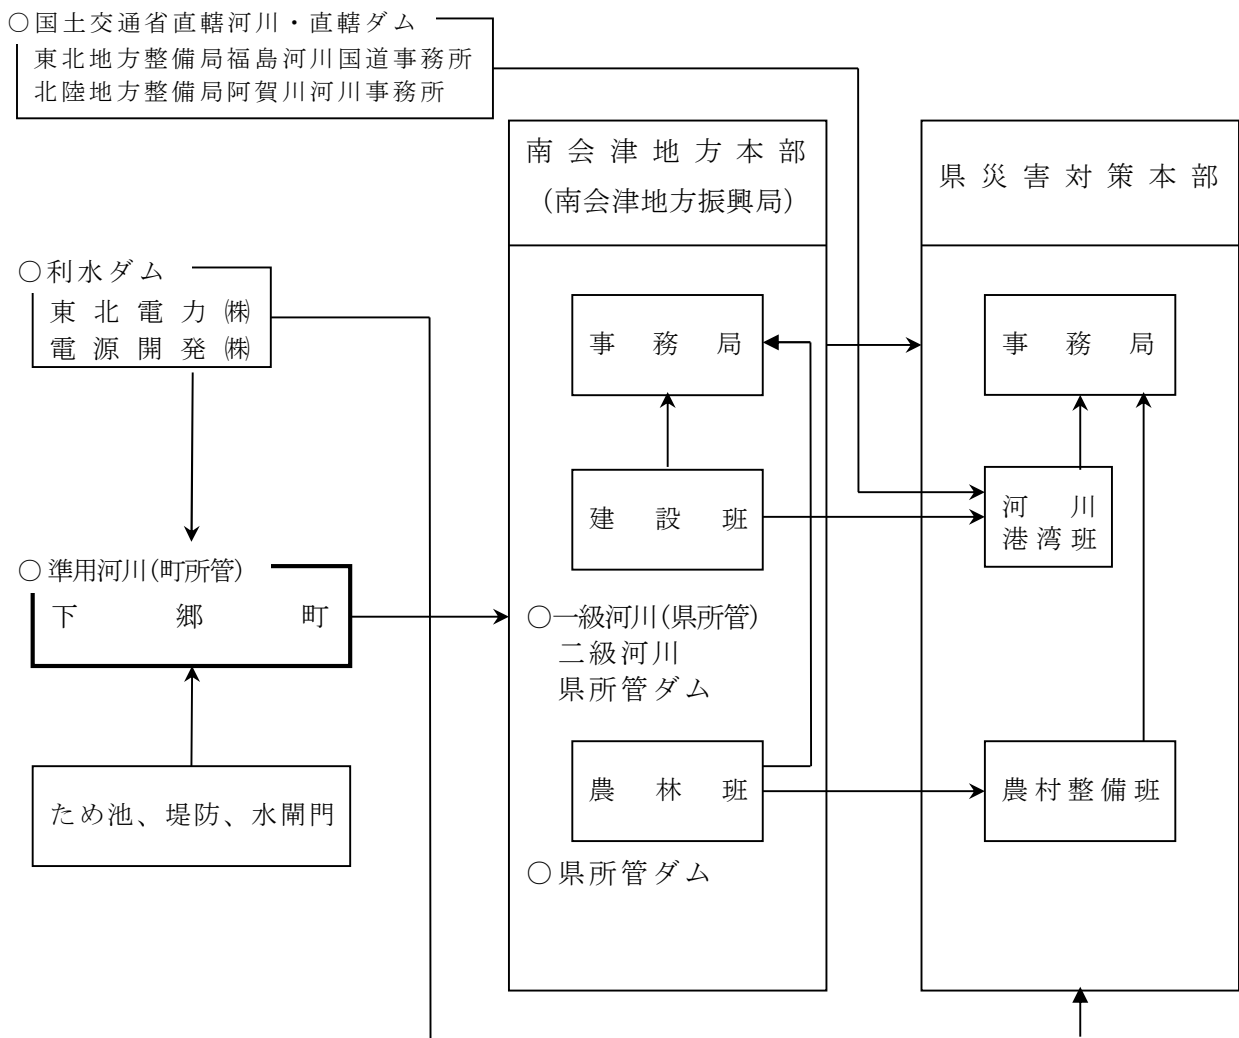 ○国土交通省直轄河川・直轄ダム
東北地方整備局福島河川国道事務所
北陸地方整備局阿賀川河川事務所
○利水ダム
東北電力㈱
電源開発㈱
○準用河川(町所管)
下郷町
ため池、堤防、水閘門
南会津地方本部
(南会津地方振興局)
事務局
建設班
○一級河川(県所管)
二級河川
県所管ダム
農林班
○県所管ダム
県災害対策本部
事務局
河川
港湾班
農村整備班